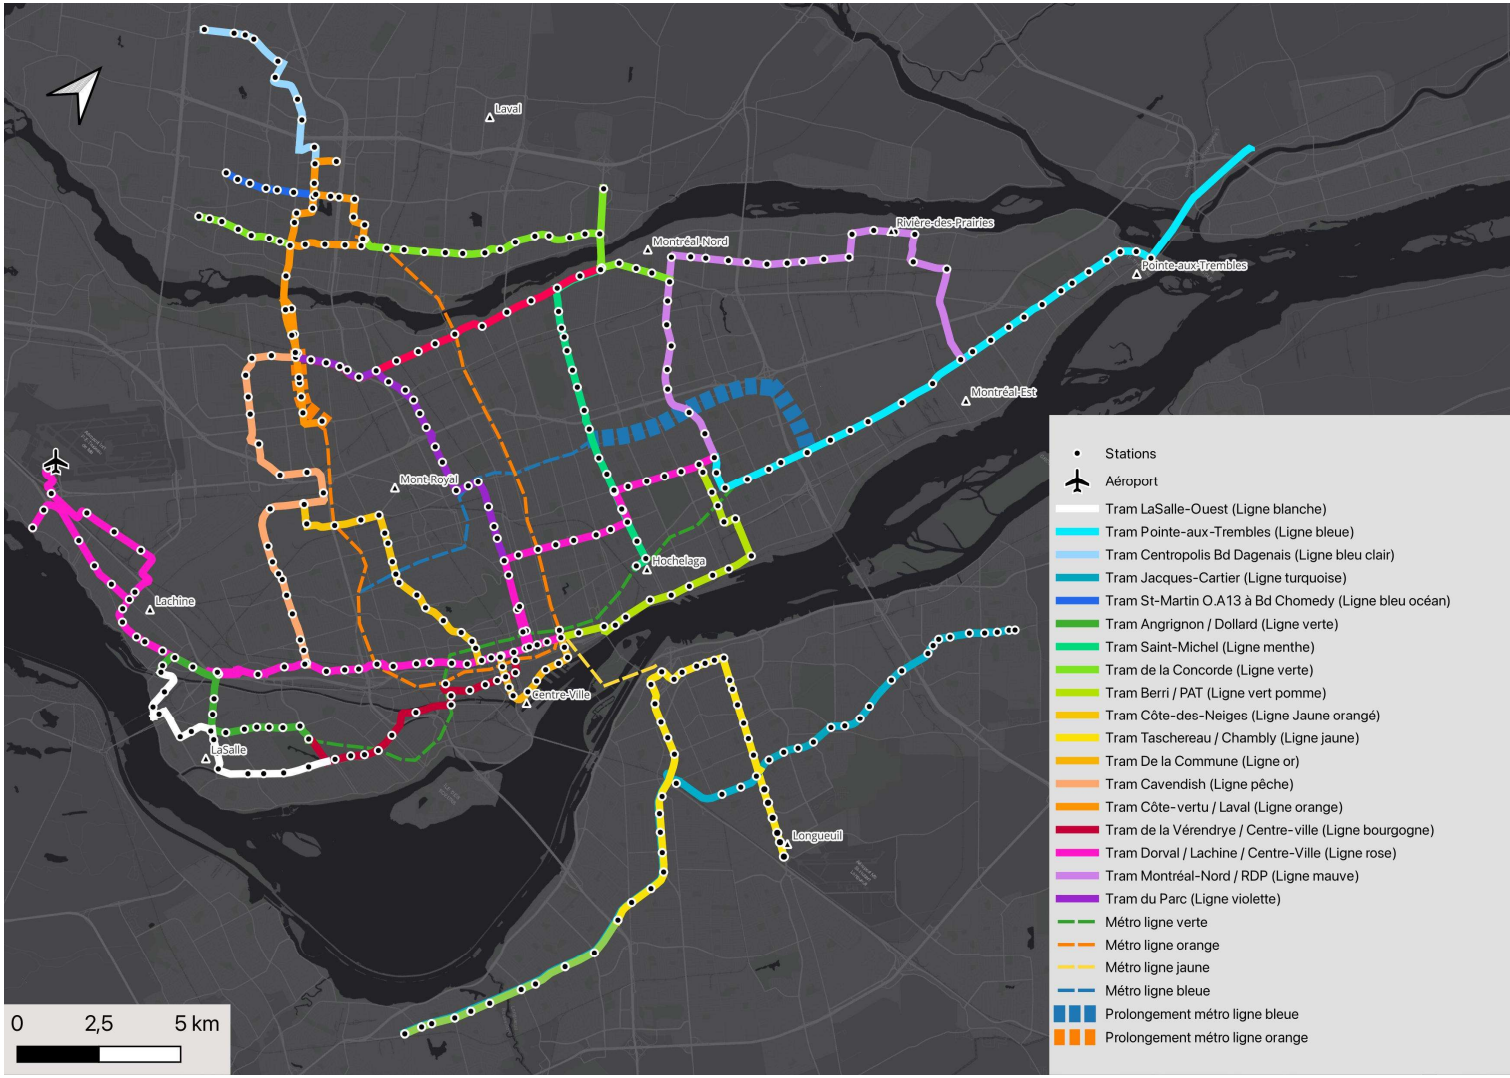 Laval
Rivière-des-Prairies
Montréal-Nord
Pointe-aux-Trembles
Montréal-Est
Mont-Royal
Hochelaga
Lachine
Centre-Ville
LaSalle
Longueuil
Stations
Aéroport
Tram LaSalle-Ouest (Ligne blanche)
Tram Pointe-aux-Trembles (Ligne bleue)
Tram Centropolis Bd Dagenais (Ligne bleu clair)
Tram Jacques-Cartier (Ligne turquoise)
Tram St-Martin O.A13 à Bd Chomedy (Ligne bleu océan)
Tram Angrignon / Dollard (Ligne verte)
Tram Saint-Michel (Ligne menthe)
Tram de la Concorde (Ligne verte)
Tram Berri / PAT (Ligne vert pomme)
Tram Côte-des-Neiges (Ligne Jaune orangé)
Tram Taschereau / Chambly (Ligne jaune)
Tram De la Commune (Ligne or)
Tram Cavendish (Ligne pêche)
Tram Côte-vertu / Laval (Ligne orange)
Tram de la Vérendrye / Centre-ville (Ligne bourgogne)
Tram Dorval / Lachine / Centre-Ville (Ligne rose)
Tram Montréal-Nord / RDP (Ligne mauve)
Tram du Parc (Ligne violette)
Métro ligne verte
Métro ligne orange
Métro ligne jaune
Métro ligne bleue
Prolongement métro ligne bleue
Prolongement métro ligne orange
0 2,5 5 km